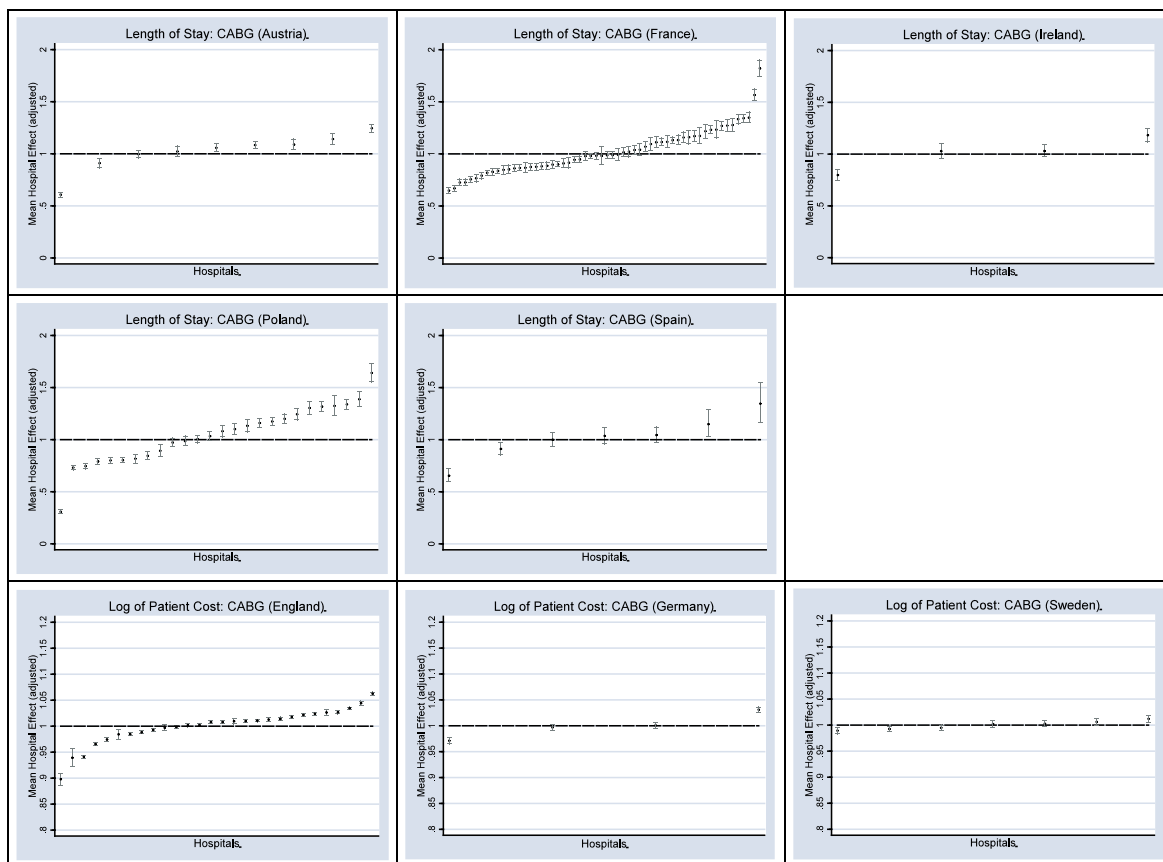 Length of Stay: CABG (Austria).
Mean Hospital Effect (adjusted)
2
1.5
1
.5
0
Hospitals.
Length of Stay: CABG (France).
Mean Hospital Effect (adjusted)
2
1.5
1
.5
0
Hospitals.
Length of Stay: CABG (Ireland).
Mean Hospital Effect (adjusted)
2
1.5
1
.5
0
Hospitals.
Length of Stay: CABG (Poland).
Mean Hospital Effect (adjusted)
2
1.5
1
.5
0
Hospitals.
Length of Stay: CABG (Spain).
Mean Hospital Effect (adjusted)
2
1.5
1
.5
0
Hospitals.
Log of Patient Cost: CABG (England).
Mean Hospital Effect (adjusted)
1.2
1.15
1.1
1.05
1
.95
.9
.85
.8
Hospitals.
Log of Patient Cost: CABG (Germany).
Mean Hospital Effect (adjusted)
1.2
1.15
1.1
1.05
1
.95
.9
.85
.8
Hospitals.
Log of Patient Cost: CABG (Sweden).
Mean Hospital Effect (adjusted)
1.2
1.15
1.1
1.05
1
.95
.9
.85
.8
Hospitals.